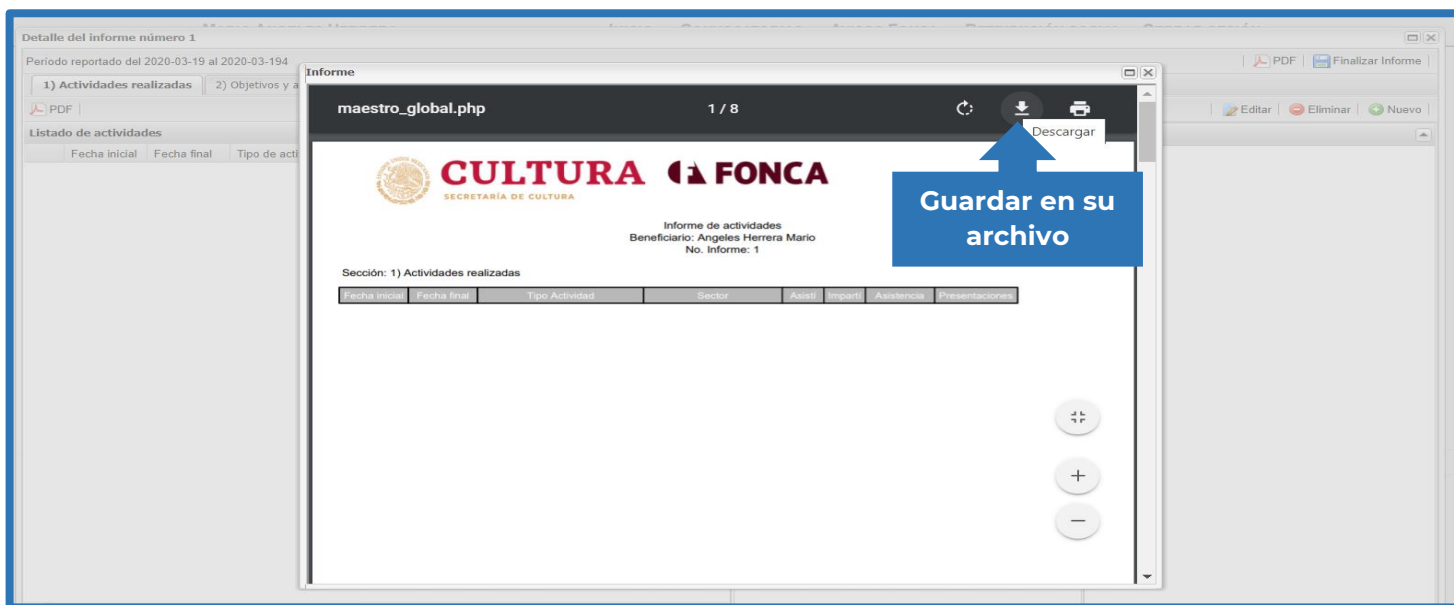 Detalle del informe número 1
Período reportado del 2020-03-19 al 2020-03-194
PDF | Finalizar Informe
1) Actividades realizadas 2) Objetivos y a
PDF
Editar | Eliminar | Nuevo
Listado de actividades
Fecha inicial Fecha final Tipo de acti
Informe
maestro_global.php 1 / 8
Descargar
CULTURA FONCA
SECRETARÍA DE CULTURA
Guardar en su
archivo
Informe de actividades
Beneficiario: Angeles Herrera Mario
No. Informe: 1
Sección: 1) Actividades realizadas
Fecha inicial Fecha final Tipo Actividad Sector Asistí Impartí Asistencia Presentaciones